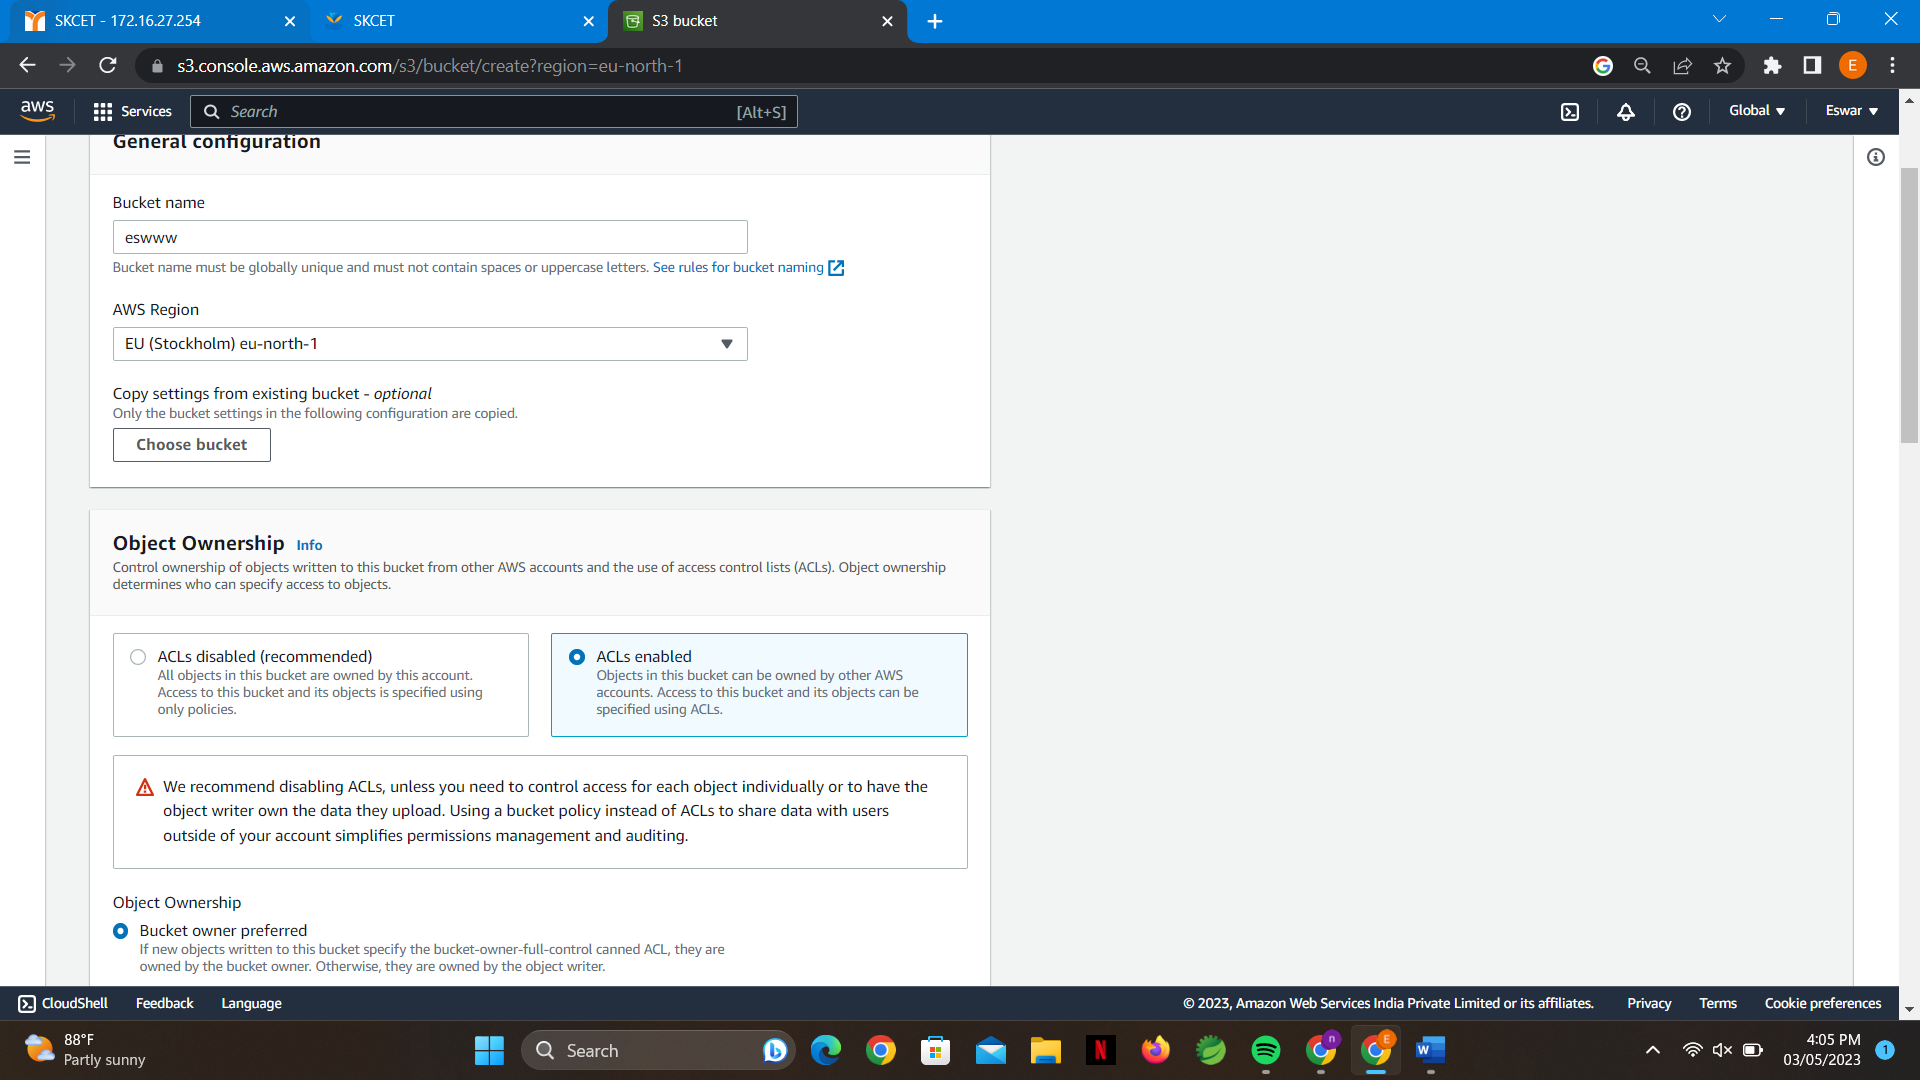 SKCET - 172.16.27.254
SKCET
S3 bucket
s3.console.aws.amazon.com/s3/bucket/create?region=eu-north-1
E
aws
Services
Search
[Alt+S]
Global
Eswar
General configuration
Bucket name
eswww
Bucket name must be globally unique and must not contain spaces or uppercase letters. See rules for bucket naming
AWS Region
EU (Stockholm) eu-north-1
Copy settings from existing bucket - optional
Only the bucket settings in the following configuration are copied.
Choose bucket
Object Ownership Info
Control ownership of objects written to this bucket from other AWS accounts and the use of access control lists (ACLs). Object ownership
determines who can specify access to objects.
ACLs disabled (recommended)
All objects in this bucket are owned by this account.
Access to this bucket and its objects is specified using
only policies.
ACLs enabled
Objects in this bucket can be owned by other AWS
accounts. Access to this bucket and its objects can be
specified using ACLs.
We recommend disabling ACLs, unless you need to control access for each object individually or to have the
object writer own the data they upload. Using a bucket policy instead of ACLs to share data with users
outside of your account simplifies permissions management and auditing.
Object Ownership
Bucket owner preferred
If new objects written to this bucket specify the bucket-owner-full-control canned ACL, they are
owned by the bucket owner. Otherwise, they are owned by the object writer.
CloudShell
Feedback
Language
© 2023, Amazon Web Services India Private Limited or its affiliates.
Privacy
Terms
Cookie preferences
88°F
Partly sunny
Search
N
n
E
W
4:05 PM
03/05/2023
1